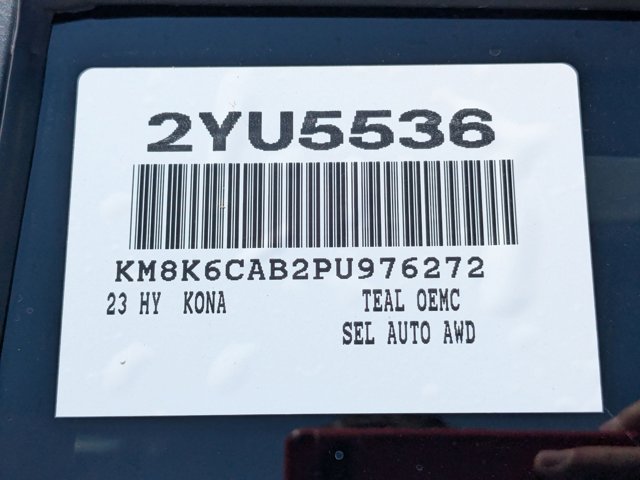 2YU5536
KM8K6CAB2PU976272
23 HY KONA TEAL OEMC
SEL AUTO AWD